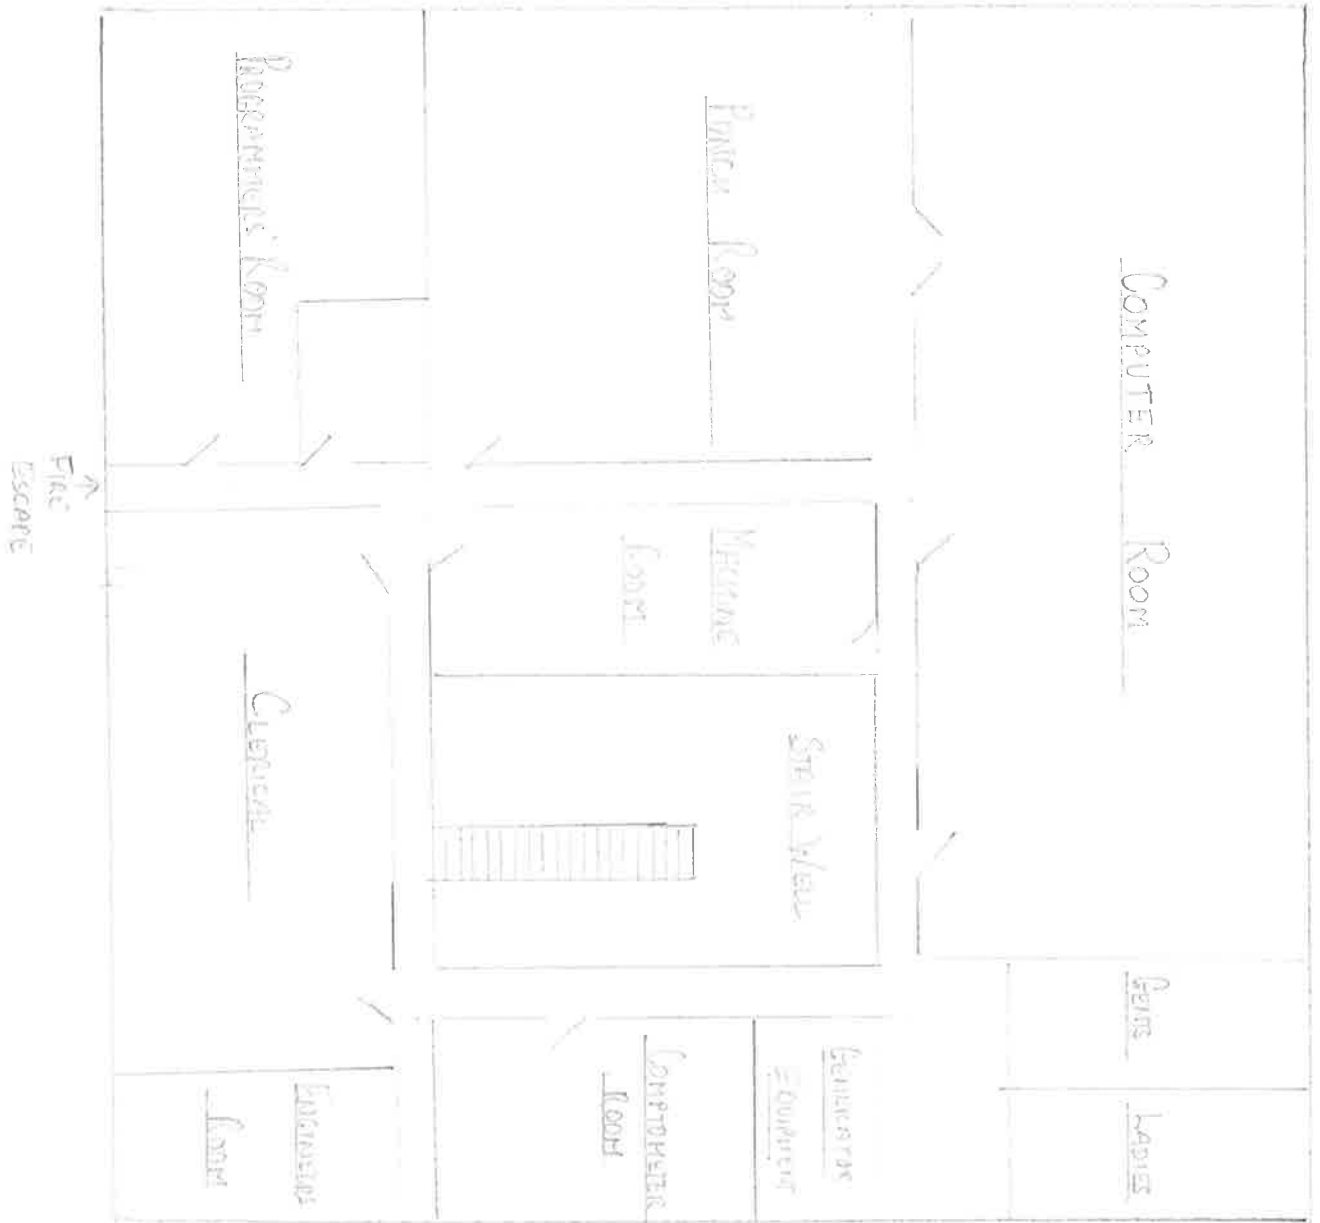 COMPUTER ROOM
PUNCH ROOM
PROGRAMMERS' ROOM
FIRE
ESCAPE
MACHINE
ROOM
STAIR WELL
CLERICAL
GENTS
LADIES
GENERATOR
EQUIPMENT
COMPTOMETER
ROOM
ENGINEERS
ROOM